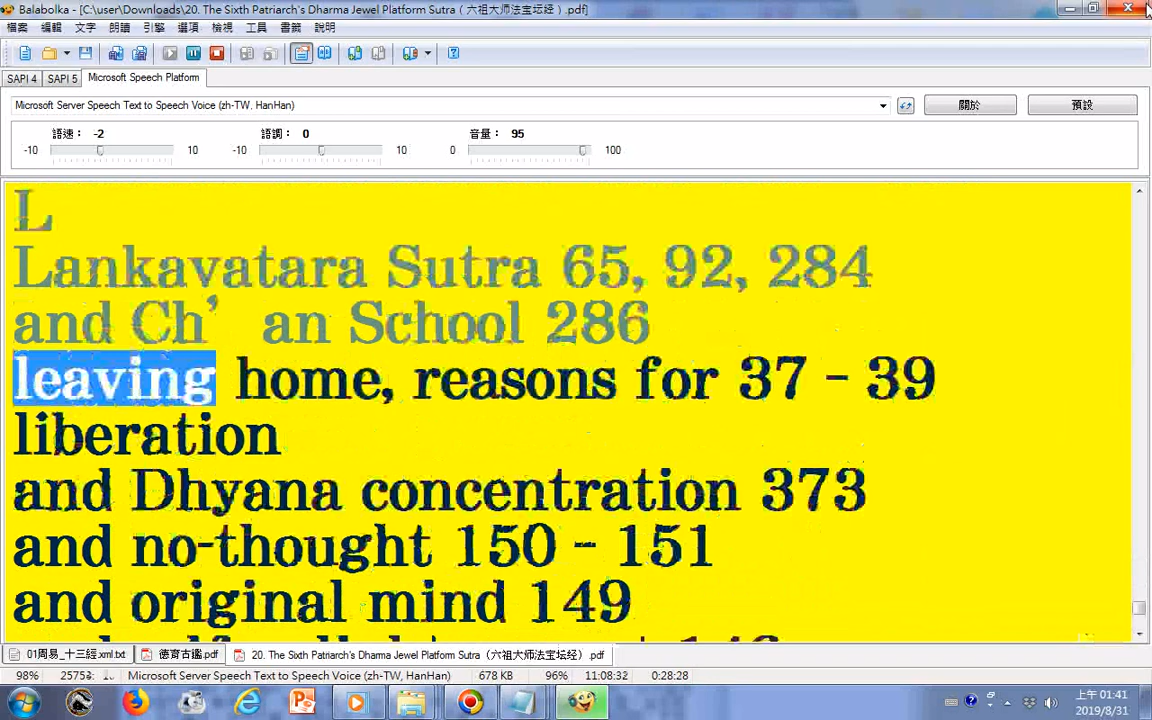 Balabolka - [C:\user\Downloads\20. The Sixth Patriarch's Dharma Jewel Platform Sutra（六祖大师法宝坛经）.pdf]
檔案 編輯 文字 朗讀 引擎 選項 檢視 工具 書籤 說明
SAPI 4 SAPI 5 Microsoft Speech Platform
Microsoft Server Speech Text to Speech Voice (zh-TW, HanHan) 關於 預設
語速： -2 語調： 0 音量： 95
-10 10 -10 10 0 100
L
Lankavatara Sutra 65, 92, 284
and Ch’ an School 286
leaving home, reasons for 37 - 39
liberation
and Dhyana concentration 373
and no-thought 150 - 151
and original mind 149
01周易_十三經.xml.txt 德育古鑑.pdf 20. The Sixth Patriarch's Dharma Jewel Platform Sutra（六祖大师法宝坛经）.pdf
98% Microsoft Server Speech Text to Speech Voice (zh-TW, HanHan) 678 KB 96% 11:08:32 0:28:28
上午 01:41
2019/8/31